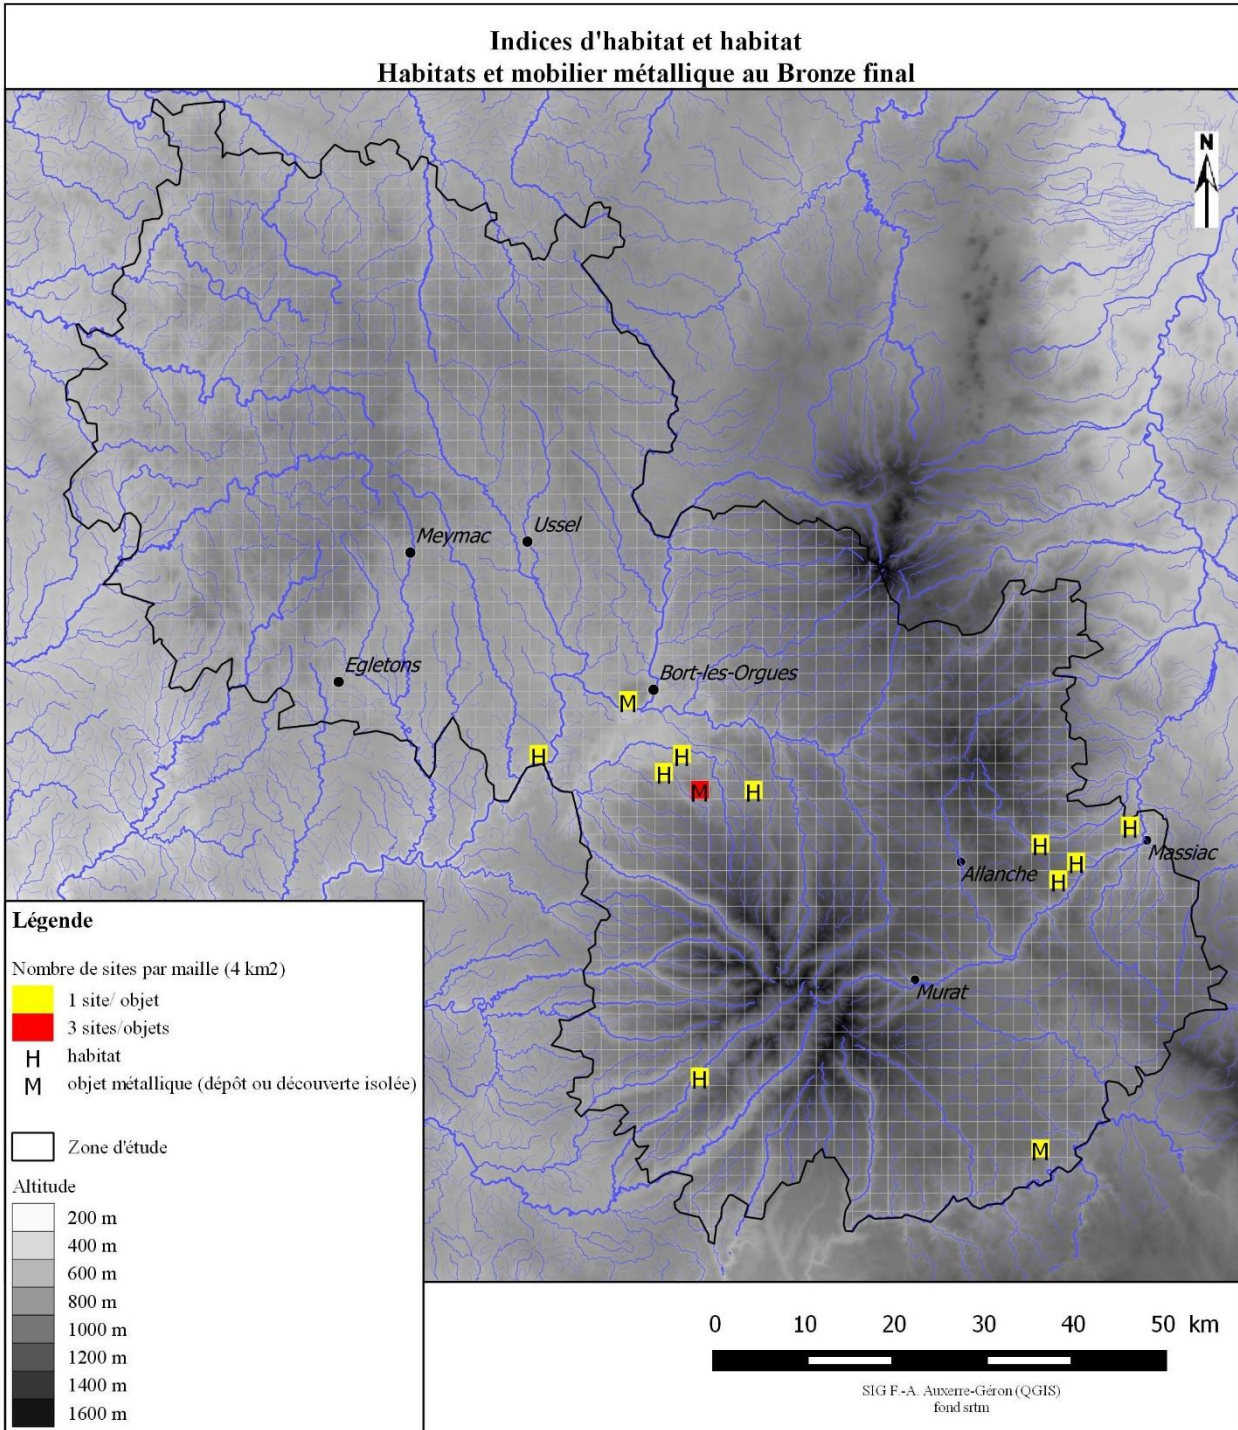 Indices d'habitat et habitat
Habitats et mobilier métallique au Bronze final
N
Meymac
Ussel
Egletons
Bort-les-Orgues
M
H
H
H
M
H
H
H
Massiac
H
Allanche
H
Murat
H
M
Légende
Nombre de sites par maille (4 km2)
1 site/ objet
3 sites/objets
H habitat
M objet métallique (dépôt ou découverte isolée)
Zone d'étude
Altitude
200 m
400 m
600 m
800 m
1000 m
1200 m
1400 m
1600 m
0 10 20 30 40 50 km
SIG F.-A. Auxerre-Géron (QGIS)
fond srtm